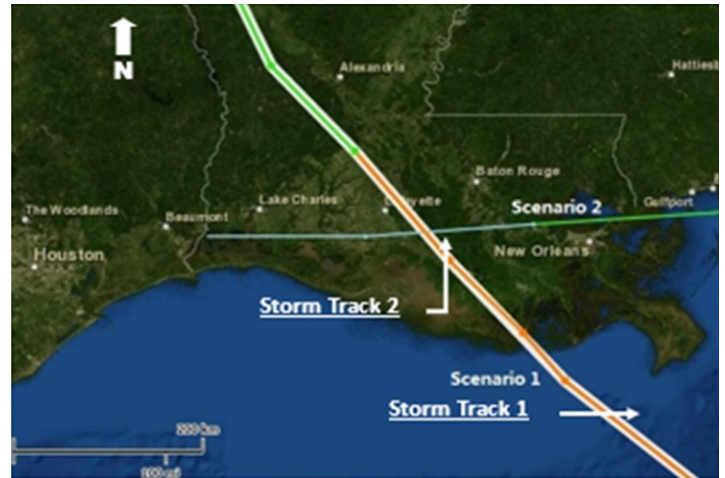 N
Alexandria
Hattiesb
Baton Rouge
Lake Charles
yette
Scenario 2
Gulfport
The Woodlands
Beaumont
Houston
New Orleans
Storm Track 2
Scenario 1
Storm Track 1
200 km
100 mi